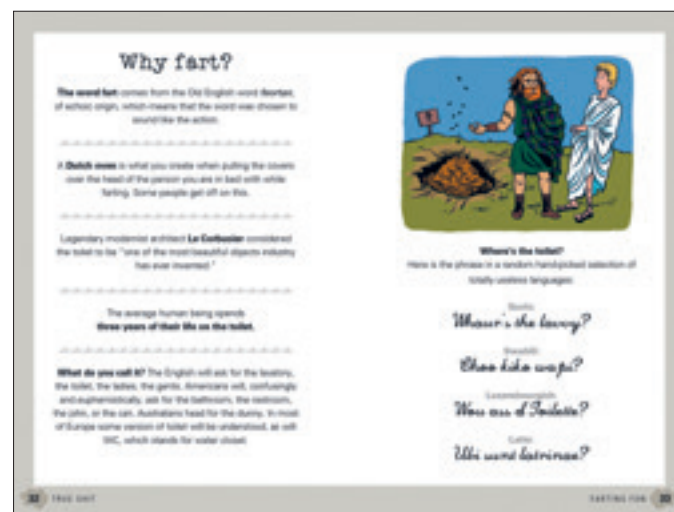 Why fart?
The word fart comes from the Old English word feortan,
of echoic origin, which means that the word was chosen to
sound like the action.
A Dutch oven is what you create when pulling the covers
over the head of the person you are in bed with while
farting. Some people get off on this.
Legendary modernist architect Le Corbusier considered
the toilet to be "one of the most beautiful objects industry
has ever invented."
The average human being spends
three years of their life on the toilet.
What do you call it? The English will ask for the lavatory,
the toilet, the ladies, the gents. Americans will, confusingly
and euphemistically, ask for the bathroom, the restroom,
the john, or the can. Australians head for the dunny. In most
of Europe some version of toilet will be understood, as will
WC, which stands for water closet.
32 TRUE SHIT
Where's the toilet?
Here is the phrase in a random hand-picked selection of
totally useless languages:
Scots
Whaur's the lavvy?
Swahili
Choo kiko wapi?
Luxembourgish
Wou ass d'Toilette?
Latin
Ubi sunt latrinae?
FARTING FUN 33